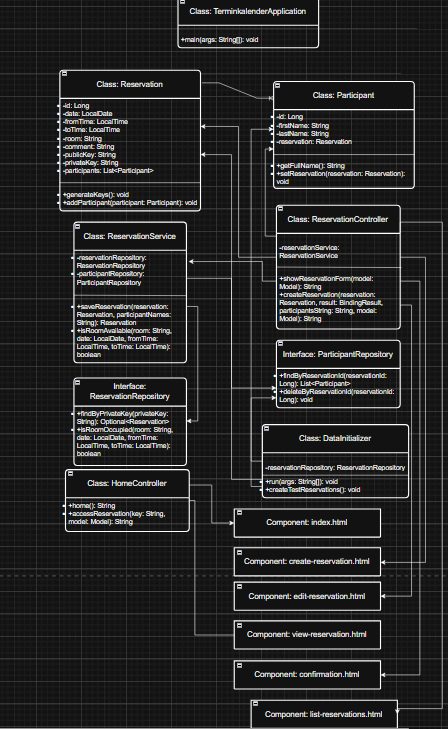 Class: TerminkalenderApplication
+main(args: String[]): void
Class: Reservation
-id: Long
-date: LocalDate
-fromTime: LocalTime
-toTime: LocalTime
-room: String
-comment: String
-publicKey: String
-privateKey: String
-participants: List<Participant>
+generateKeys(): void
+addParticipant(participant: Participant): void
Class: Participant
-id: Long
-firstName: String
-lastName: String
-reservation: Reservation
+getFullName(): String
+setReservation(reservation: Reservation):
void
Class: ReservationController
-reservationService:
ReservationService
+showReservationForm(model:
Model): String
+createReservation(reservation:
Reservation, result: BindingResult,
participantsString: String, model:
Model): String
Class: ReservationService
-reservationRepository:
ReservationRepository
-participantRepository:
ParticipantRepository
+saveReservation(reservation:
Reservation, participantNames:
String): Reservation
+isRoomAvailable(room: String,
date: LocalDate, fromTime:
LocalTime, toTime: LocalTime):
boolean
Interface: ParticipantRepository
+findByReservationId(reservationId:
Long): List<Participant>
+deleteByReservationId(reservationId:
Long): void
Interface:
ReservationRepository
+findByPrivateKey(privateKey:
String): Optional<Reservation>
+isRoomOccupied(room: String,
date: LocalDate, fromTime:
LocalTime, toTime: LocalTime):
boolean
Class: DataInitializer
-reservationRepository: ReservationRepository
+run(args: String[]): void
+createTestReservations(): void
Class: HomeController
+home(): String
+accessReservation(key: String,
model: Model): String
Component: index.html
Component: create-reservation.html
Component: edit-reservation.html
Component: view-reservation.html
Component: confirmation.html
Component: list-reservations.html